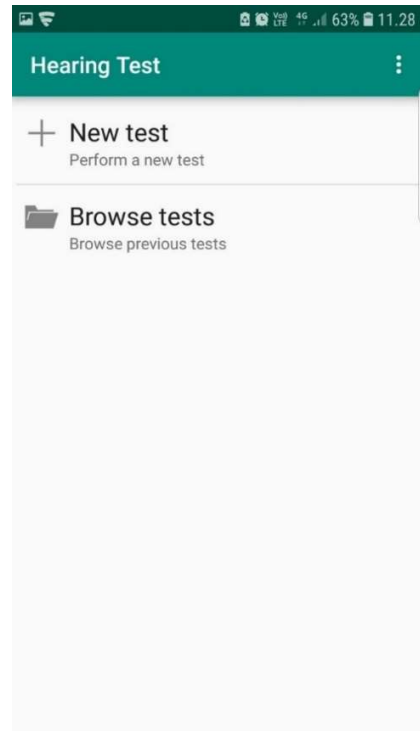 63% 11.28
Hearing Test
New test
Perform a new test
Browse tests
Browse previous tests